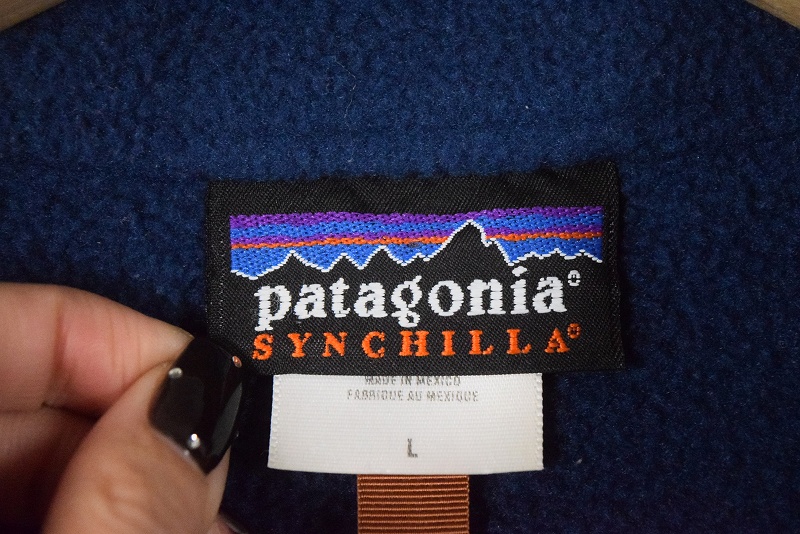 patagonia®
SYNCHILLA®
MADE IN MEXICO
FABRIQUE AU MEXIQUE
L